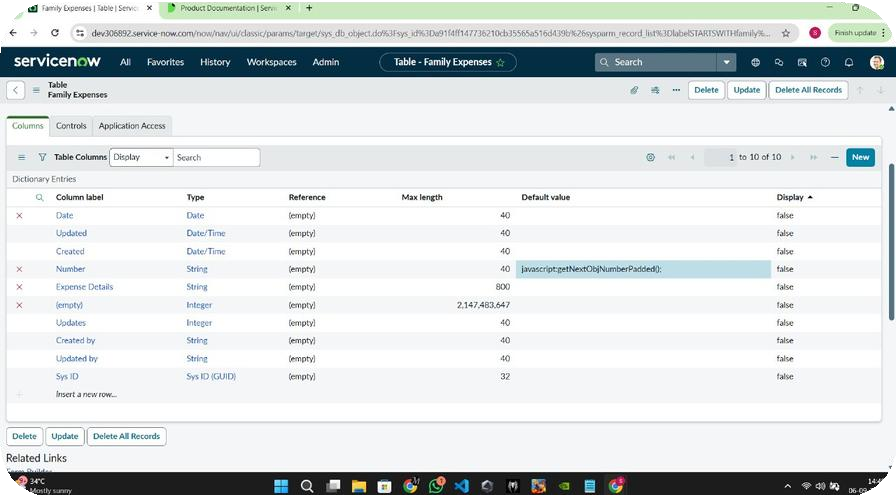 Family Expenses | Table | Servic
Product Documentation | Servi
dev306892.service-now.com/now/nav/ui/classic/params/target/sys_db_object.do%3Fsys_id%3Da91f4ff147736210cb35565a516d439b%26sysparm_record_list%3DlabelSTARTSWITHfamily%...
S
Finish update
servicenow
All Favorites History Workspaces Admin
Table - Family Expenses
Search
Table
Family Expenses
Delete Update Delete All Records
Columns Controls Application Access
Table Columns Display Search
1 to 10 of 10 New
Dictionary Entries
Column label Type Reference Max length Default value Display
Date Date (empty) 40 false
Updated Date/Time (empty) 40 false
Created Date/Time (empty) 40 false
Number String (empty) 40 javascript:getNextObjNumberPadded(); false
Expense Details String (empty) 800 false
(empty) Integer (empty) 2,147,483,647 false
Updates Integer (empty) 40 false
Created by String (empty) 40 false
Updated by String (empty) 40 false
Sys ID Sys ID (GUID) (empty) 32 false
Insert a new row...
Delete Update Delete All Records
Related Links
34°C
Mostly sunny